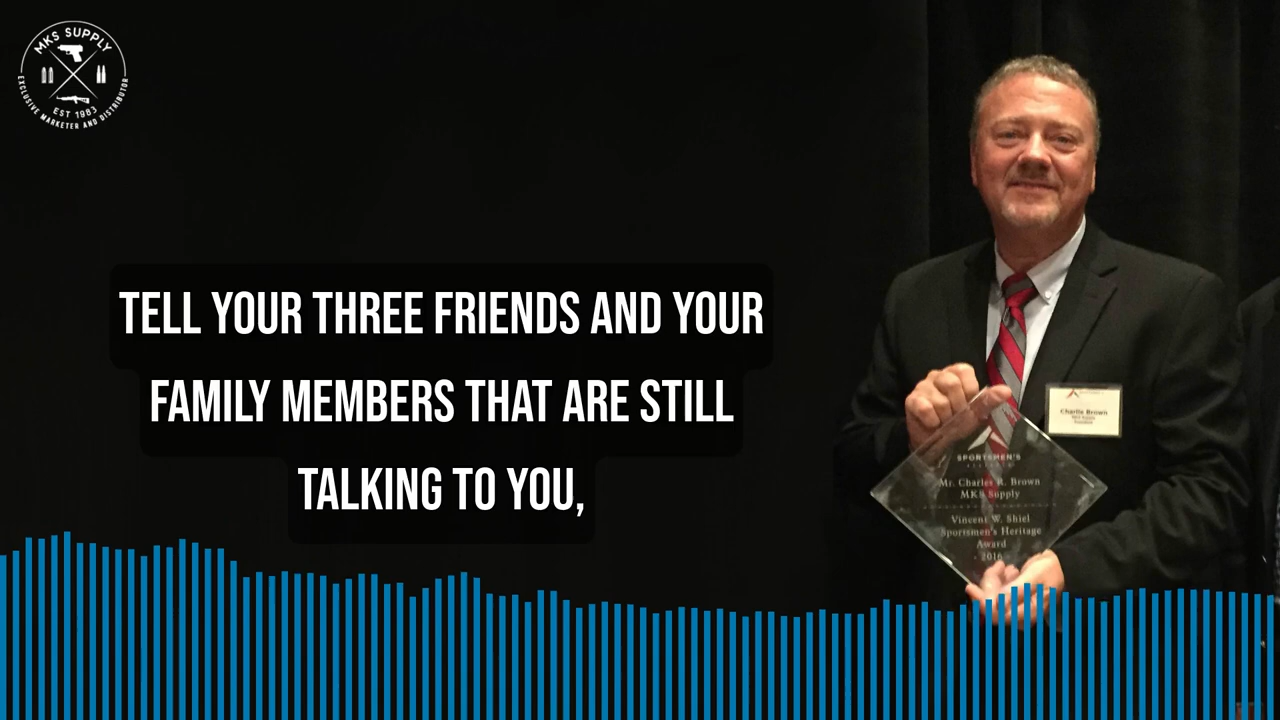 MKS SUPPLY
EST 1983
EXCLUSIVE MARKETER AND DISTRIBUTOR
TELL YOUR THREE FRIENDS AND YOUR
FAMILY MEMBERS THAT ARE STILL
TALKING TO YOU,
Charlie Brown
SPORTSMEN'S
Mr. Charles R. Brown
MKS Supply
Vincent W. Shiel
Sportsmen's Heritage
Award
- 2016 -